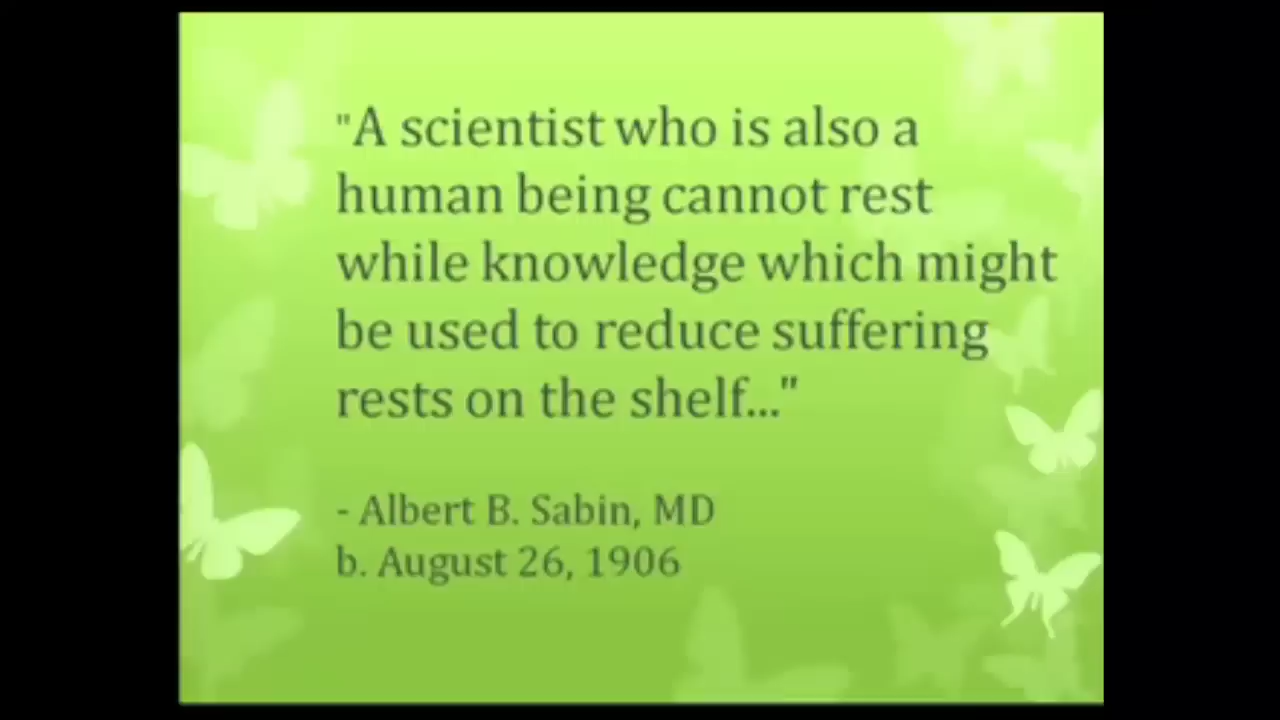 "A scientist who is also a
human being cannot rest
while knowledge which might
be used to reduce suffering
rests on the shelf..."
- Albert B. Sabin, MD
b. August 26, 1906